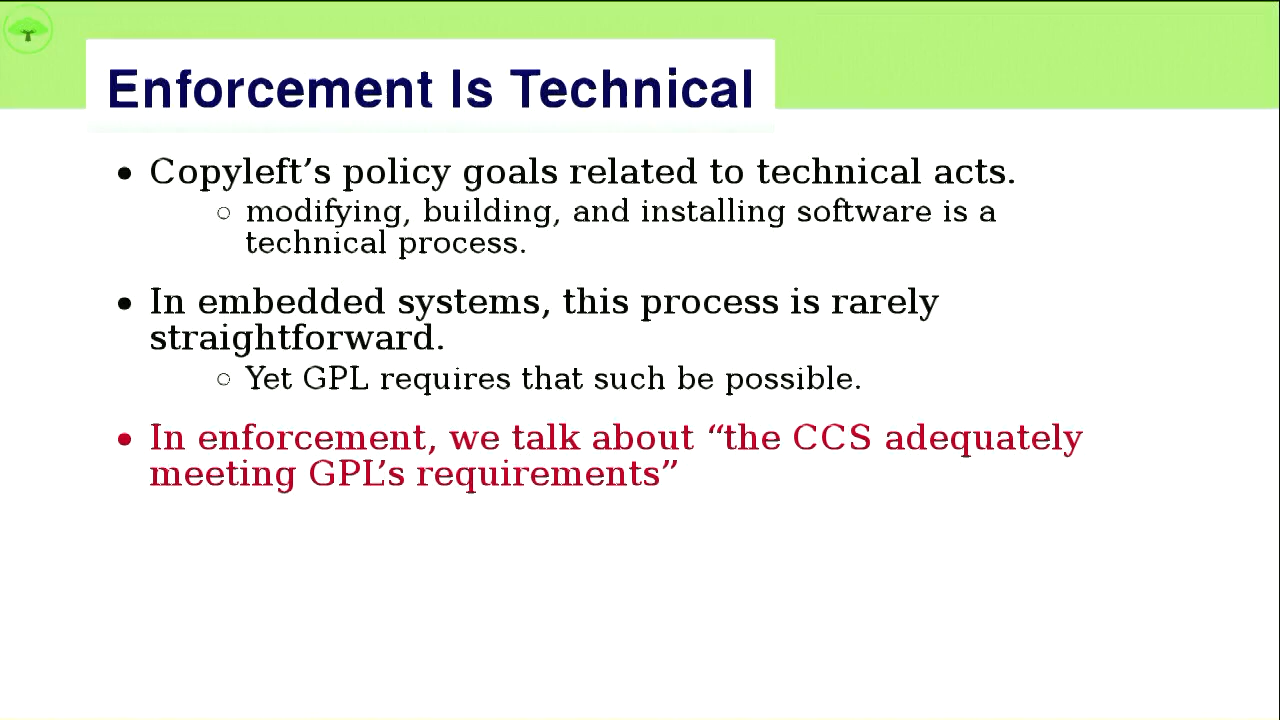 Enforcement Is Technical
• Copyleft’s policy goals related to technical acts.
○ modifying, building, and installing software is a
technical process.
• In embedded systems, this process is rarely
straightforward.
○ Yet GPL requires that such be possible.
• In enforcement, we talk about “the CCS adequately
meeting GPL’s requirements”